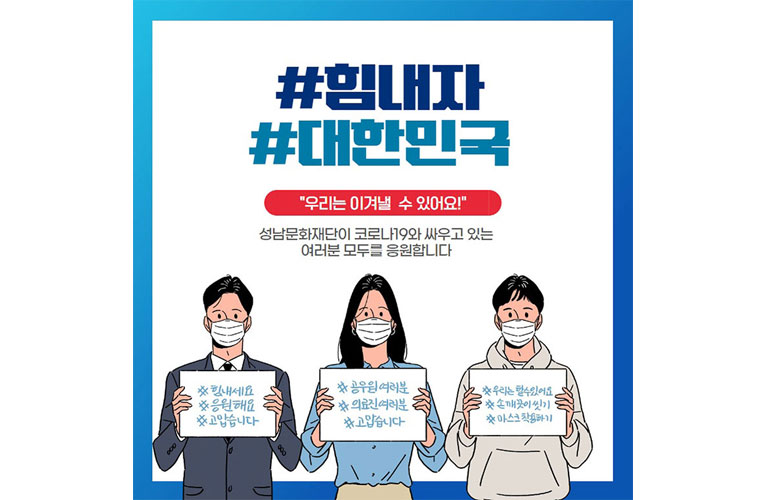 #힘내자
#대한민국
"우리는 이겨낼 수 있어요!"
성남문화재단이 코로나19와 싸우고 있는
여러분 모두를 응원합니다
#힘내세요
#응원해요
#고맙습니다
#공무원여러분
#의료진여러분
#고맙습니다
#우리는할수있어요
#손깨끗이씻기
#마스크착용하기